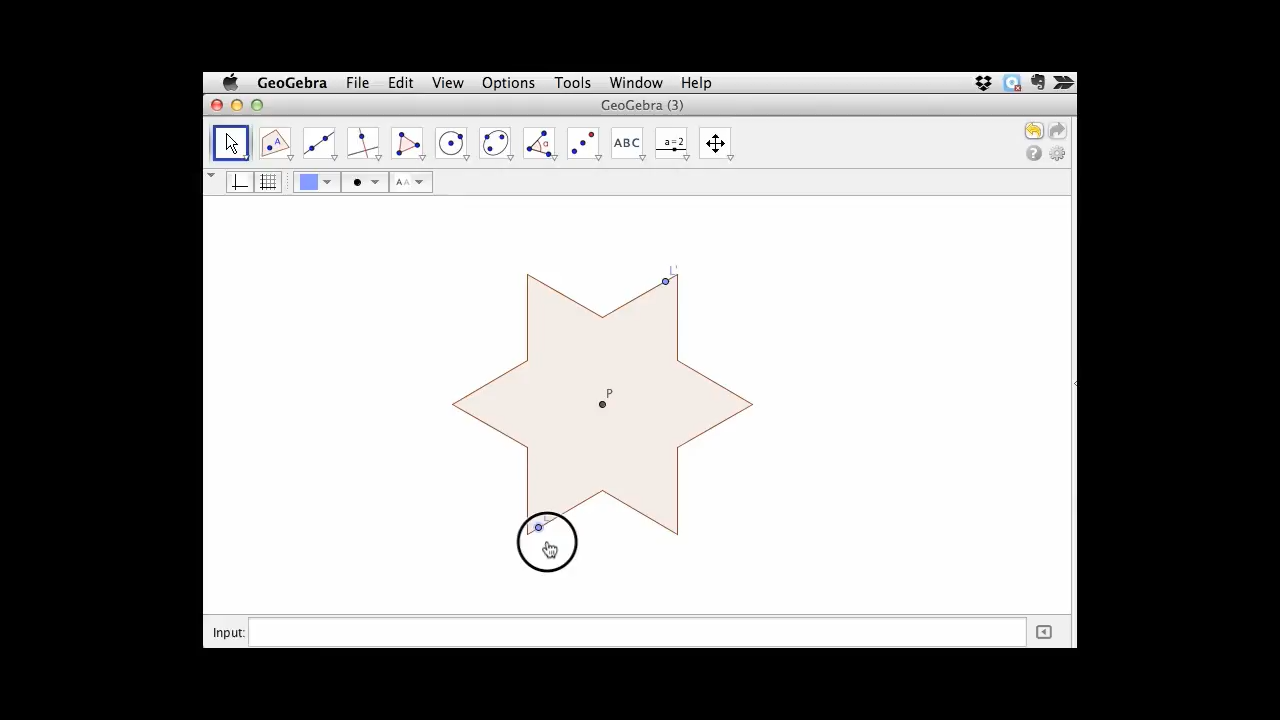 GeoGebra File Edit View Options Tools Window Help
GeoGebra (3)
A α ABC a=2
A A
L'
P
Input: